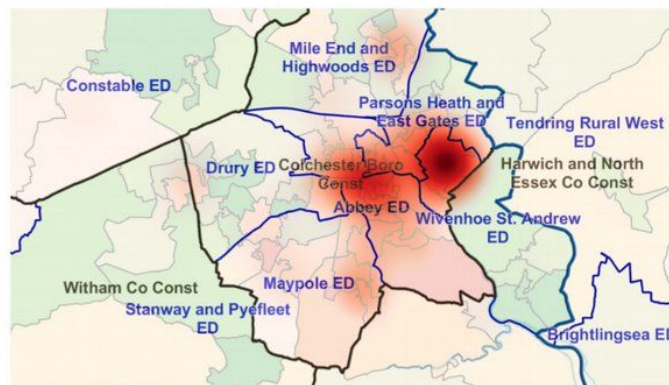 Mile End and
Highwoods ED
Constable ED
Parsons Heath and
East Gates ED
Tendring Rural West
ED
Drury ED
Colchester Boro
Const
Harwich and North
Essex Co Const
Abbey ED
Wivenhoe St. Andrew
ED
Witham Co Const
Maypole ED
Stanway and Pyefleet
ED
Brightlingsea ED